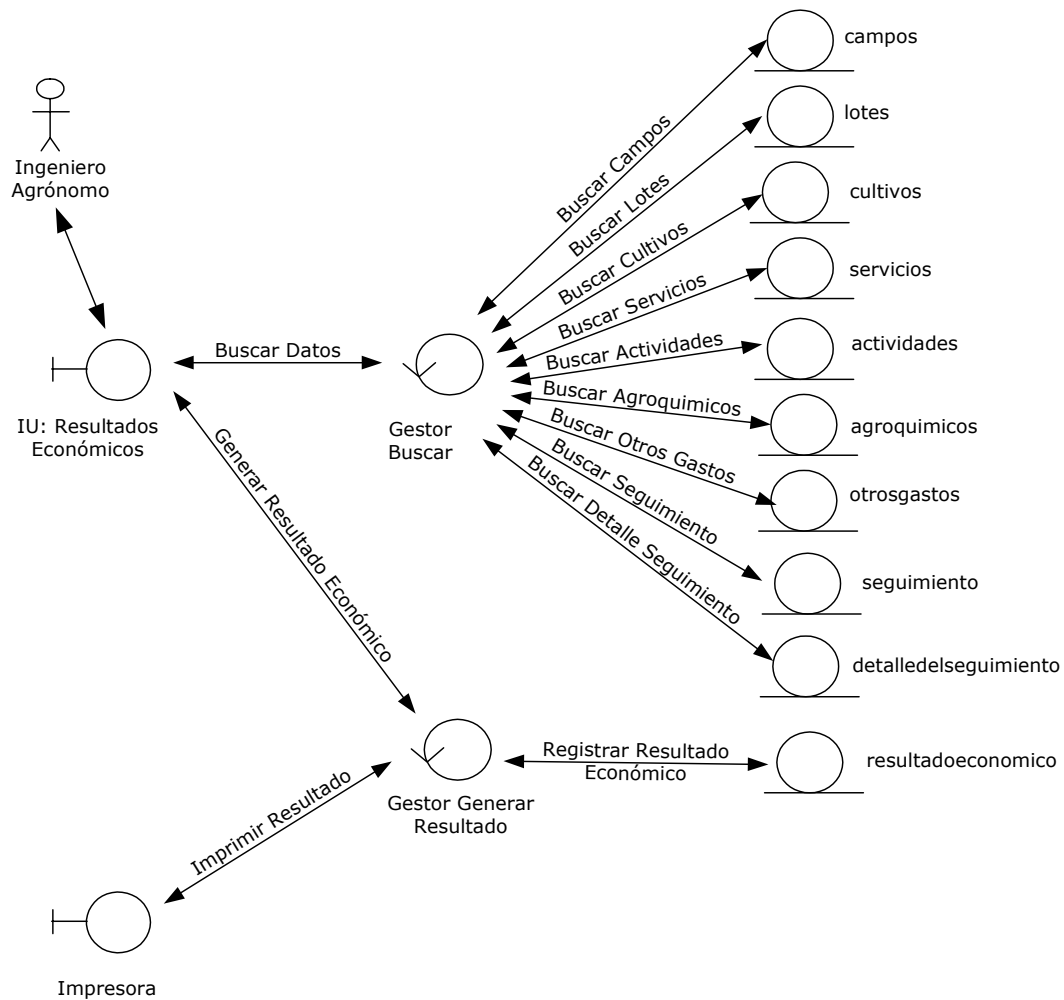 campos
lotes
cultivos
servicios
actividades
agroquimicos
otrosgastos
seguimiento
detalledelseguimiento
resultadoeconomico
Ingeniero
Agrónomo
IU: Resultados
Económicos
Buscar Datos
Gestor
Buscar
Buscar Campos
Buscar Lotes
Buscar Cultivos
Buscar Servicios
Buscar Actividades
Buscar Agroquimicos
Buscar Otros Gastos
Buscar Seguimiento
Buscar Detalle Seguimiento
Generar Resultado Económico
Gestor Generar
Resultado
Registrar Resultado
Económico
Imprimir Resultado
Impresora